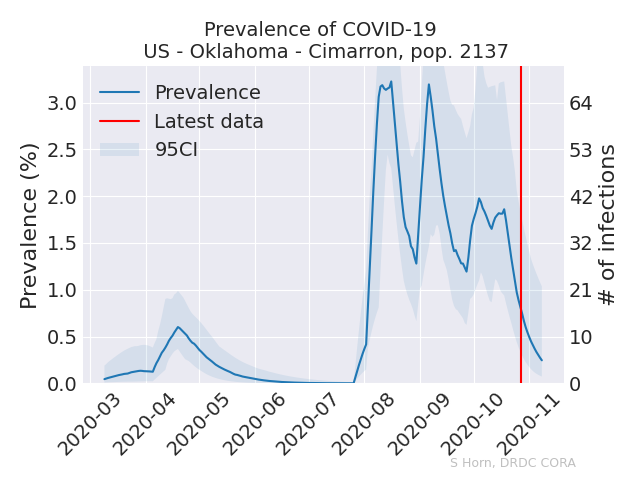 Prevalence of COVID-19
US - Oklahoma - Cimarron, pop. 2137
Prevalence
Latest data
95CI
Prevalence (%)
3.0
2.5
2.0
1.5
1.0
0.5
0.0
64
53
42
32
21
10
0
# of infections
2020-03
2020-04
2020-05
2020-06
2020-07
2020-08
2020-09
2020-10
2020-11
S Horn, DRDC CORA